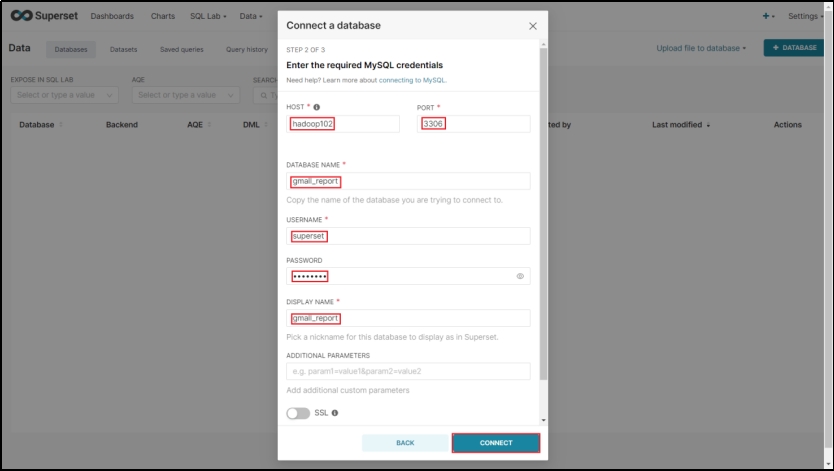 Superset Dashboards Charts SQL Lab Data Settings
Data Databases Datasets Saved queries Query history Upload file to database + DATABASE
EXPOSE IN SQL LAB AQE SEARCH
Select or type a value Select or type a value Ty
Database Backend AQE DML ted by Last modified Actions
Connect a database
STEP 2 OF 3
Enter the required MySQL credentials
Need help? Learn more about connecting to MySQL.
HOST * PORT *
hadoop102 3306
DATABASE NAME *
gmall_report
Copy the name of the database you are trying to connect to.
USERNAME *
superset
PASSWORD
••••••••
DISPLAY NAME *
gmall_report
Pick a nickname for this database to display as in Superset.
ADDITIONAL PARAMETERS
e.g. param1=value1&param2=value2
Add additional custom parameters
SSL
BACK CONNECT